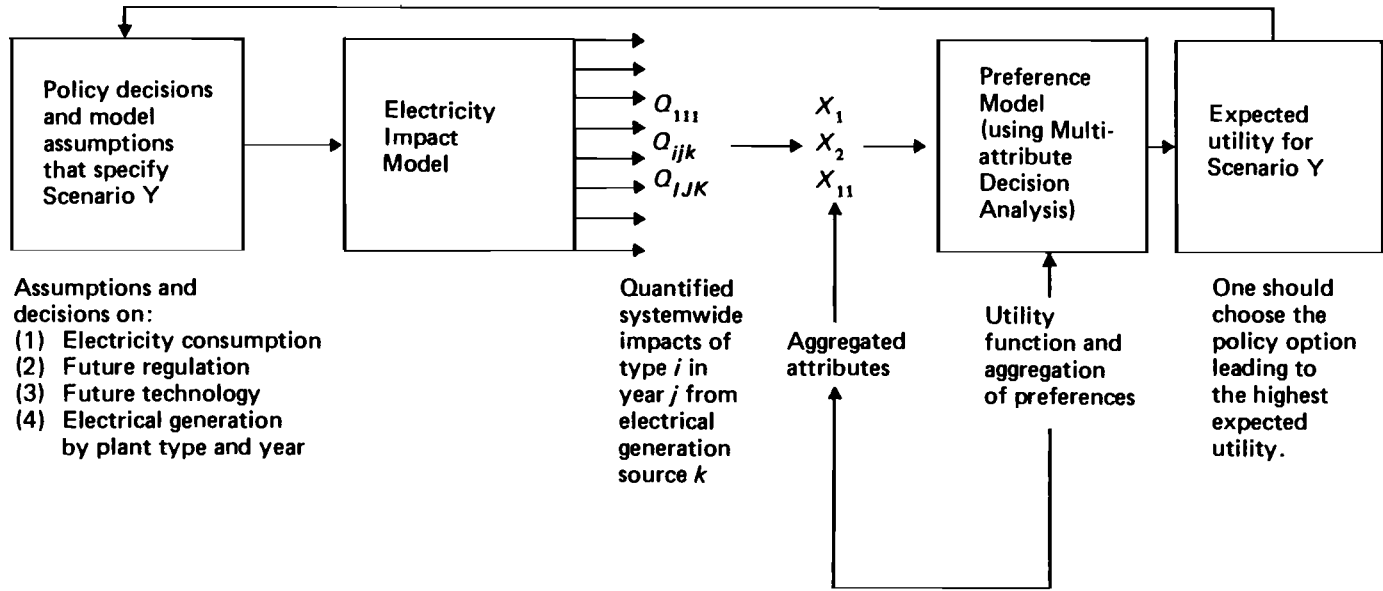 Policy decisions
and model
assumptions
that specify
Scenario Y
Electricity
Impact
Model
Q111
Qijk
QIJK
X1
X2
X11
Preference
Model
(using Multi-
attribute
Decision
Analysis)
Expected
utility for
Scenario Y
Assumptions and
decisions on:
(1) Electricity consumption
(2) Future regulation
(3) Future technology
(4) Electrical generation
by plant type and year
Quantified
systemwide
impacts of
type i in
year j from
electrical
generation
source k
Aggregated
attributes
Utility
function and
aggregation
of preferences
One should
choose the
policy option
leading to
the highest
expected
utility.